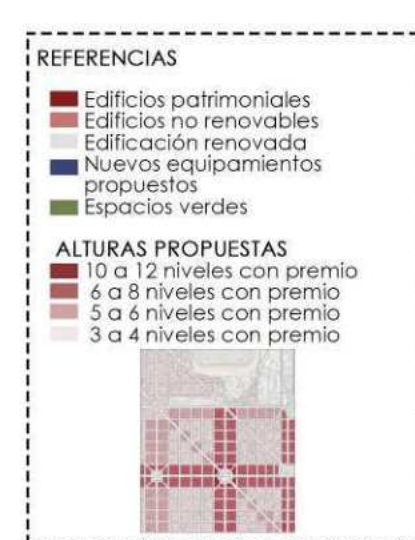 REFERENCIAS
Edificios patrimoniales
Edificios no renovables
Edificación renovada
Nuevos equipamientos
propuestos
Espacios verdes
ALTURAS PROPUESTAS
10 a 12 niveles con premio
6 a 8 niveles con premio
5 a 6 niveles con premio
3 a 4 niveles con premio